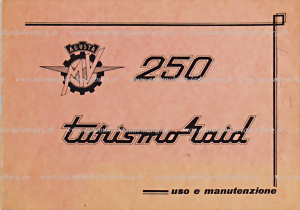 AGUSTA
MV
250
turismo raid
uso e manutenzione